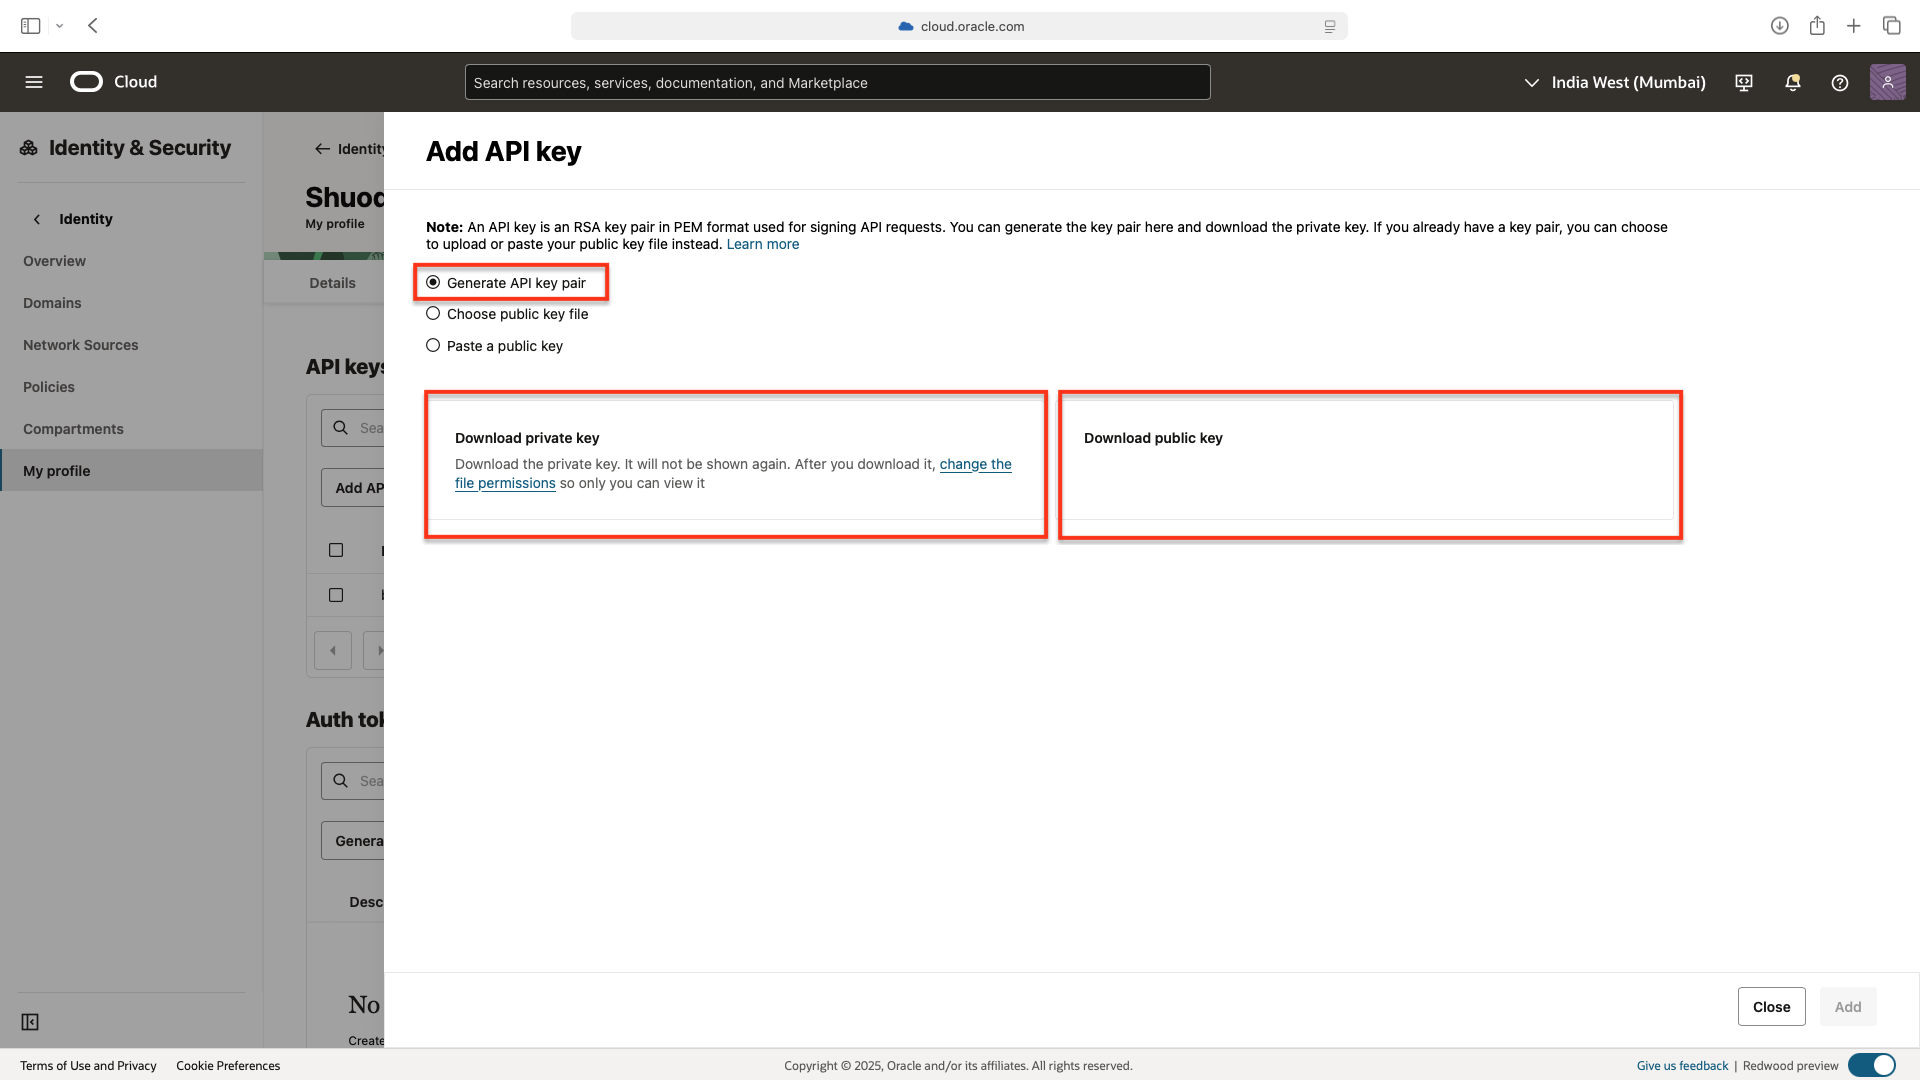 cloud.oracle.com
Cloud
Search resources, services, documentation, and Marketplace
India West (Mumbai)
Identity & Security
Identity
Overview
Domains
Network Sources
Policies
Compartments
My profile
Identity
My profile
Details
API keys
Sea
Add AP
Auth tok
Sea
Genera
Desc
No
Create
Add API key
Note: An API key is an RSA key pair in PEM format used for signing API requests. You can generate the key pair here and download the private key. If you already have a key pair, you can choose
to upload or paste your public key file instead. Learn more
Generate API key pair
Choose public key file
Paste a public key
Download private key
Download the private key. It will not be shown again. After you download it, change the
file permissions so only you can view it
Download public key
Close
Add
Terms of Use and Privacy
Cookie Preferences
Copyright © 2025, Oracle and/or its affiliates. All rights reserved.
Give us feedback | Redwood preview